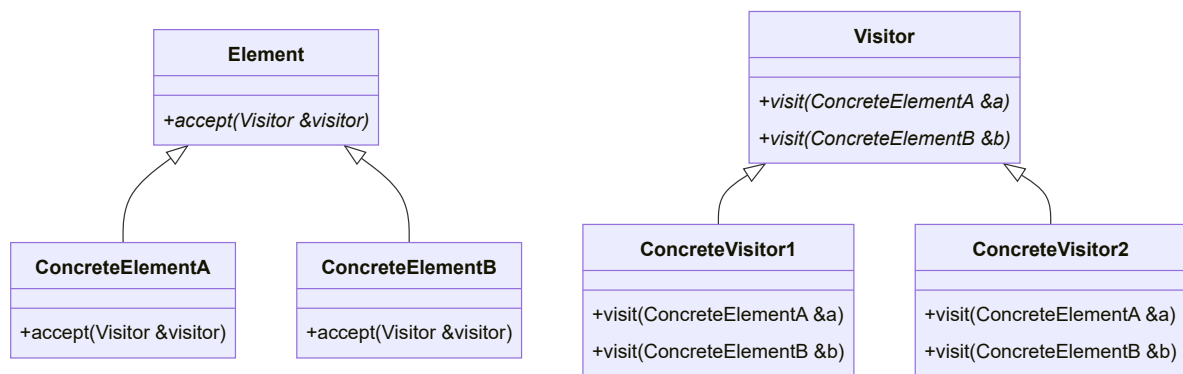 Element
+accept(Visitor &visitor)
Visitor
+visit(ConcreteElementA &a)
+visit(ConcreteElementB &b)
ConcreteElementA
+accept(Visitor &visitor)
ConcreteElementB
+accept(Visitor &visitor)
ConcreteVisitor1
+visit(ConcreteElementA &a)
+visit(ConcreteElementB &b)
ConcreteVisitor2
+visit(ConcreteElementA &a)
+visit(ConcreteElementB &b)